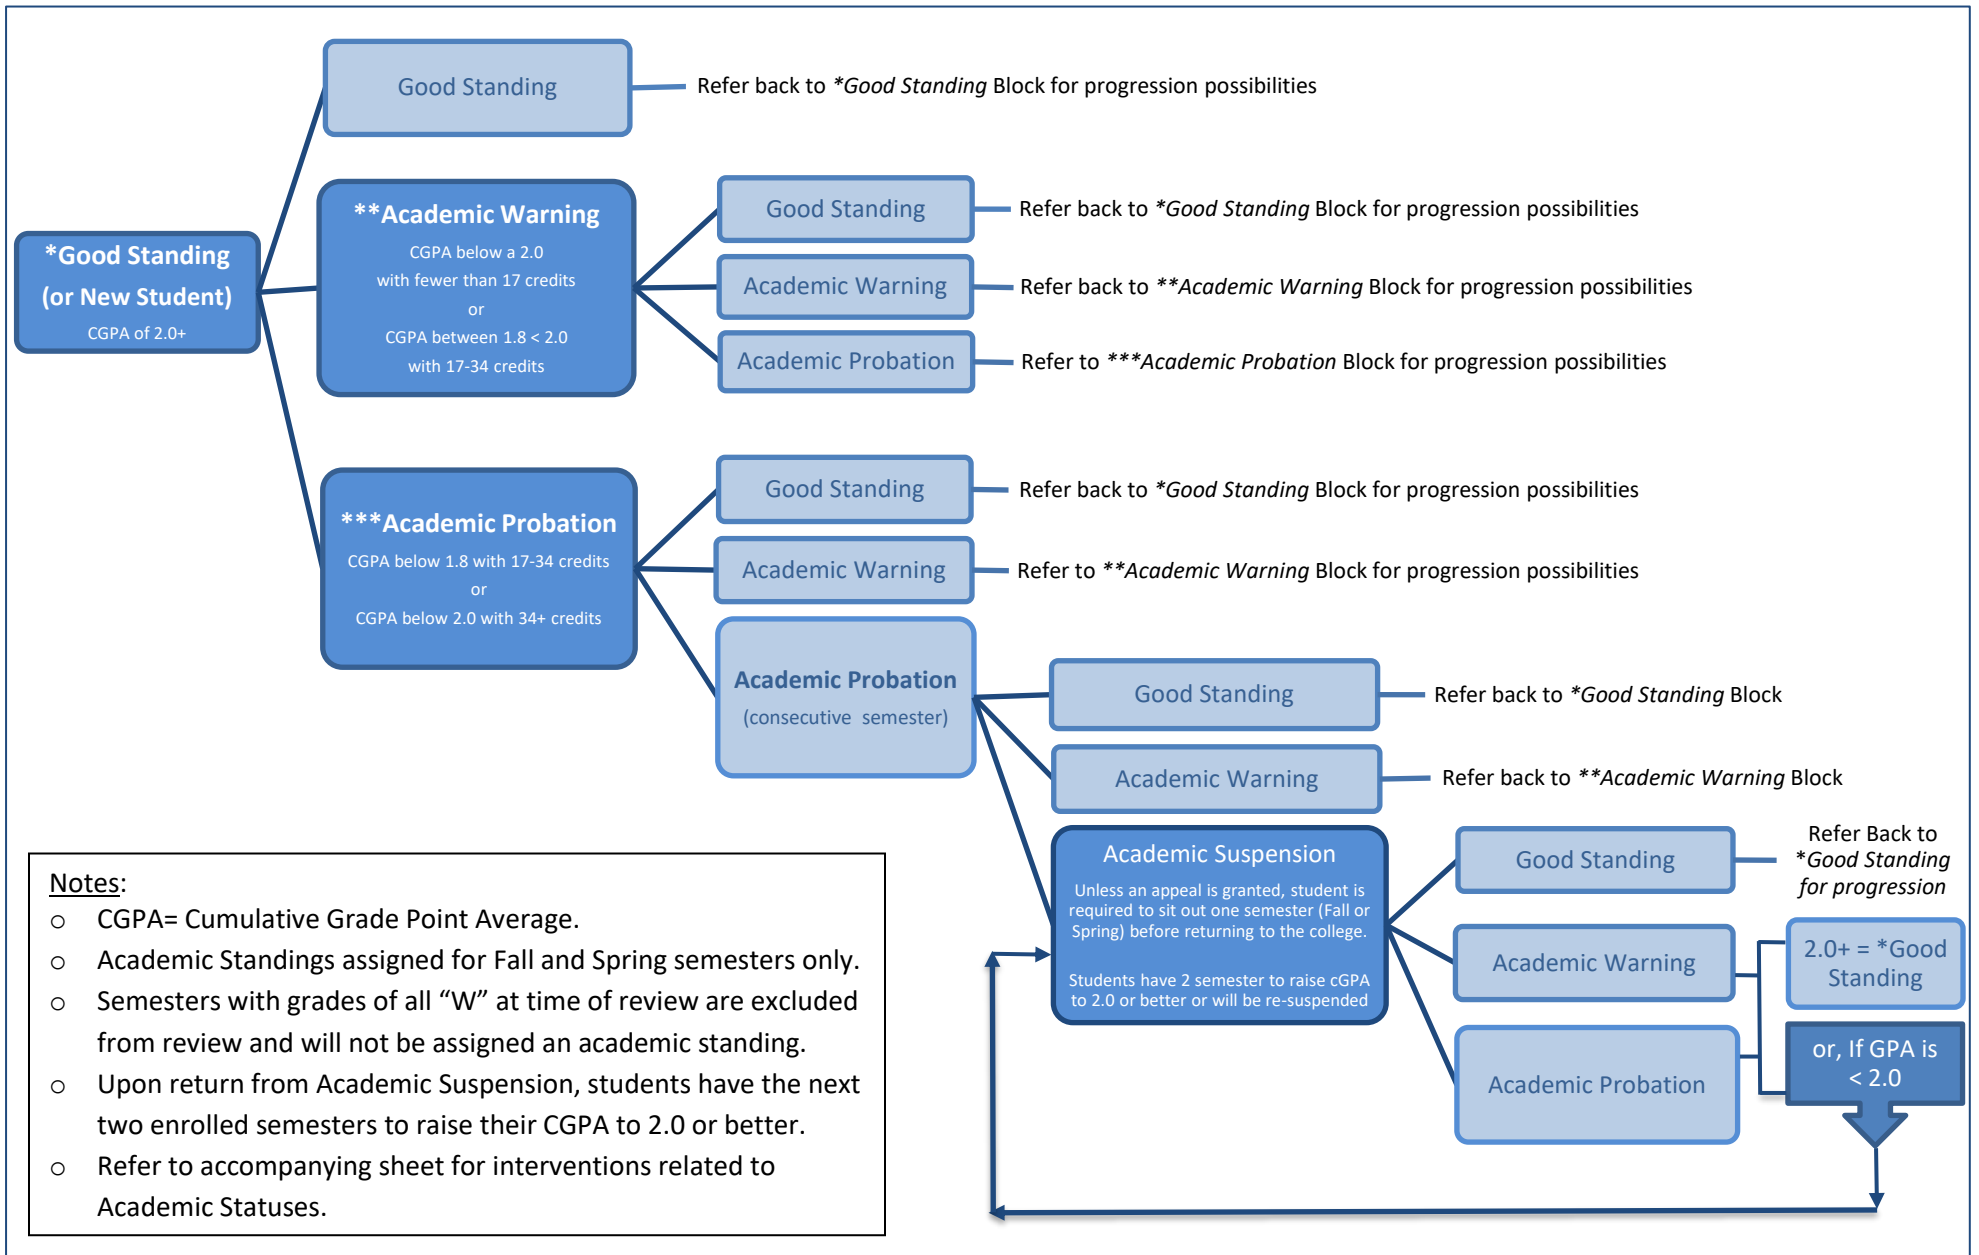 *Good Standing
(or New Student)
CGPA of 2.0+
Good Standing
Refer back to *Good Standing Block for progression possibilities
**Academic Warning
CGPA below a 2.0
with fewer than 17 credits
or
CGPA between 1.8 < 2.0
with 17-34 credits
Good Standing
Refer back to *Good Standing Block for progression possibilities
Academic Warning
Refer back to **Academic Warning Block for progression possibilities
Academic Probation
Refer to ***Academic Probation Block for progression possibilities
***Academic Probation
CGPA below 1.8 with 17-34 credits
or
CGPA below 2.0 with 34+ credits
Good Standing
Refer back to *Good Standing Block for progression possibilities
Academic Warning
Refer to **Academic Warning Block for progression possibilities
Academic Probation
(consecutive semester)
Good Standing
Refer back to *Good Standing Block
Academic Warning
Refer back to **Academic Warning Block
Academic Suspension
Unless an appeal is granted, student is
required to sit out one semester (Fall or
Spring) before returning to the college.
Students have 2 semester to raise cGPA
to 2.0 or better or will be re-suspended
Good Standing
Refer Back to
*Good Standing
for progression
Academic Warning
2.0+ = *Good
Standing
Academic Probation
or, If GPA is
< 2.0
Notes:
o CGPA= Cumulative Grade Point Average.
o Academic Standings assigned for Fall and Spring semesters only.
o Semesters with grades of all “W” at time of review are excluded
from review and will not be assigned an academic standing.
o Upon return from Academic Suspension, students have the next
two enrolled semesters to raise their CGPA to 2.0 or better.
o Refer to accompanying sheet for interventions related to
Academic Statuses.